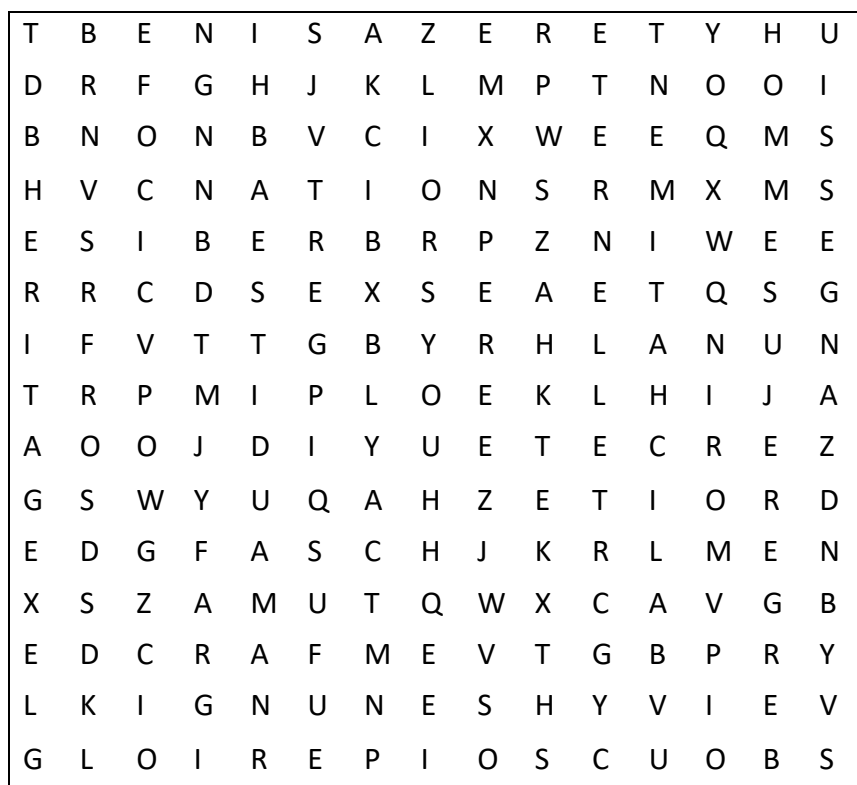 T B E N I S A Z E R E T Y H U
D R F G H J K L M P T N O O I
B N O N B V C I X W E E Q M S
H V C N A T I O N S R M X M S
E S I B E R B R P Z N I W E E
R R C D S E X S E A E T Q S G
I F V T T G B Y R H L A N U N
T R P M I P L O E K L H I J A
A O O J D I Y U E T E C R E Z
G S W Y U Q A H Z E T I O R D
E D G F A S C H J K R L M E N
X S Z A M U T Q W X C A V G B
E D C R A F M E V T G B P R Y
L K I G N U N E S H Y V I E V
G L O I R E P I O S C U O B S